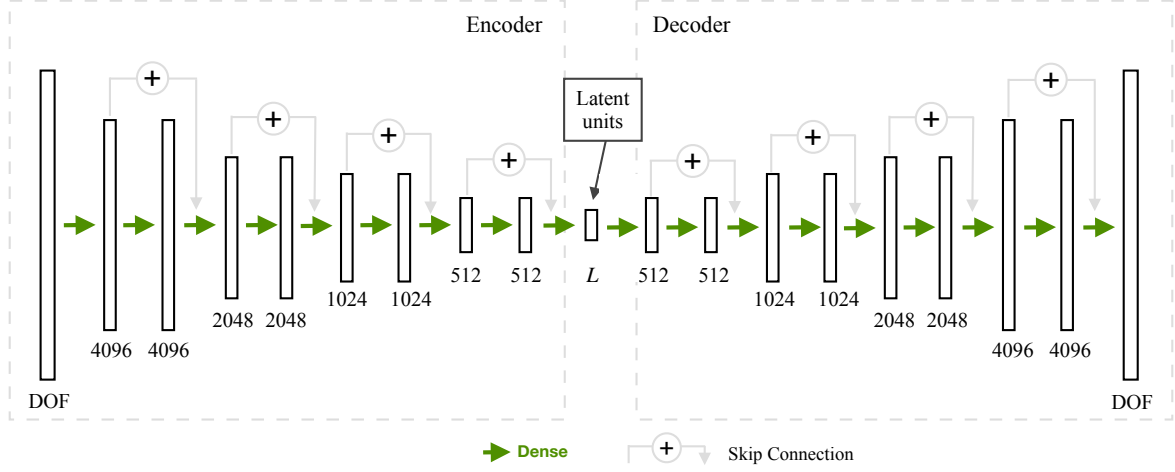 Encoder
Decoder
+
+
+
+
+
+
+
+
Latent
units
DOF
4096
4096
2048
2048
1024
1024
512
512
L
512
512
1024
1024
2048
2048
4096
4096
DOF
Dense
+
Skip Connection